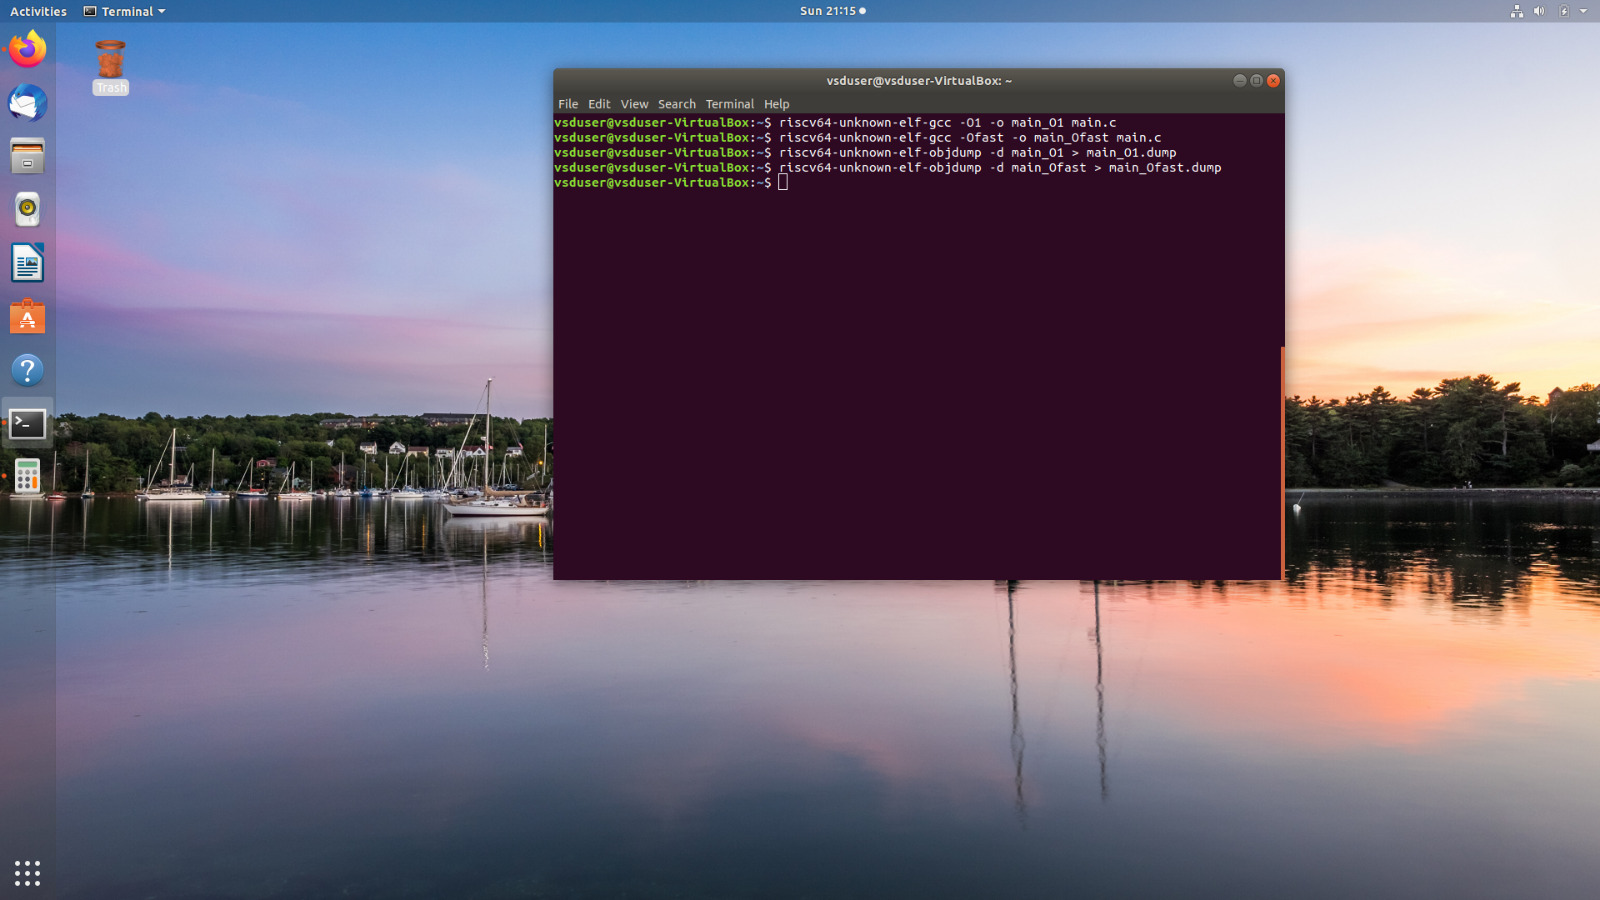 Activities
Terminal
Sun 21:15
Trash
vsduser@vsduser-VirtualBox: ~
File Edit View Search Terminal Help
vsduser@vsduser-VirtualBox:~$ riscv64-unknown-elf-gcc -O1 -o main_O1 main.c
vsduser@vsduser-VirtualBox:~$ riscv64-unknown-elf-gcc -Ofast -o main_Ofast main.c
vsduser@vsduser-VirtualBox:~$ riscv64-unknown-elf-objdump -d main_O1 > main_O1.dump
vsduser@vsduser-VirtualBox:~$ riscv64-unknown-elf-objdump -d main_Ofast > main_Ofast.dump
vsduser@vsduser-VirtualBox:~$